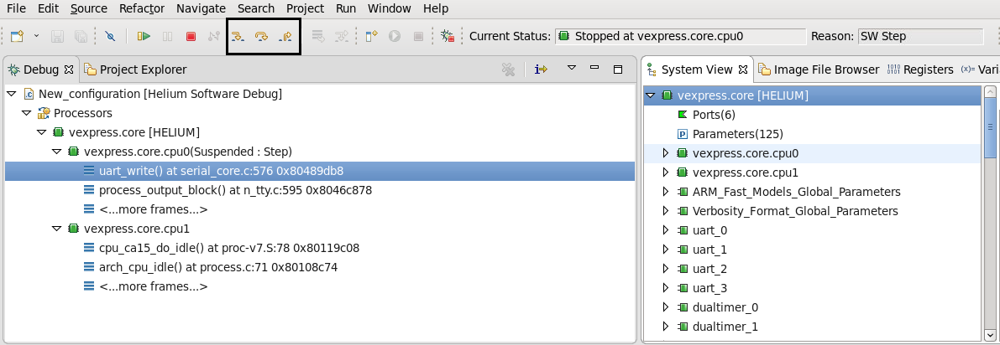 File Edit Source Refactor Navigate Search Project Run Window Help
Current Status: Stopped at vexpress.core.cpu0 Reason: SW Step
Debug Project Explorer
New_configuration [Helium Software Debug]
Processors
vexpress.core [HELIUM]
vexpress.core.cpu0(Suspended : Step)
uart_write() at serial_core.c:576 0x80489db8
process_output_block() at n_tty.c:595 0x8046c878
<...more frames...>
vexpress.core.cpu1
cpu_ca15_do_idle() at proc-v7.S:78 0x80119c08
arch_cpu_idle() at process.c:71 0x80108c74
<...more frames...>
System View Image File Browser 1010 0101 Registers (x)= Vari
vexpress.core [HELIUM]
Ports(6)
P Parameters(125)
vexpress.core.cpu0
vexpress.core.cpu1
ARM_Fast_Models_Global_Parameters
Verbosity_Format_Global_Parameters
uart_0
uart_1
uart_2
uart_3
dualtimer_0
dualtimer_1